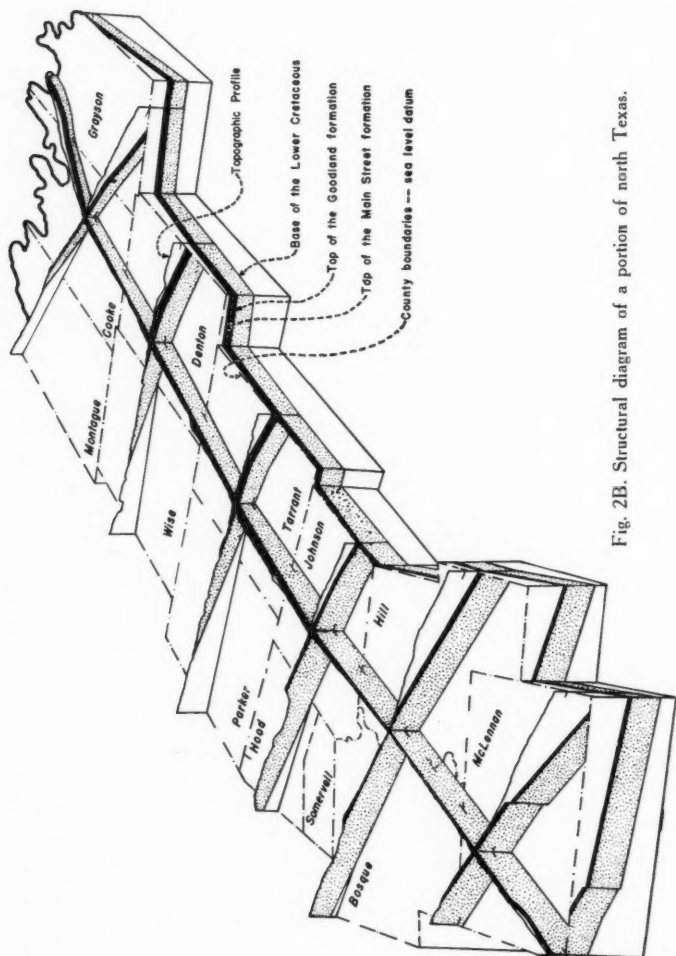 Grayson
Cooke
Montague
Denton
Wise
Tarrant
Johnson
Parker
Hood
Hill
Somervell
McLennan
Bosque
Topographic Profile
Base of the Lower Cretaceous
Top of the Goodland formation
Top of the Main Street formation
County boundaries -- sea level datum
Fig. 2B. Structural diagram of a portion of north Texas.